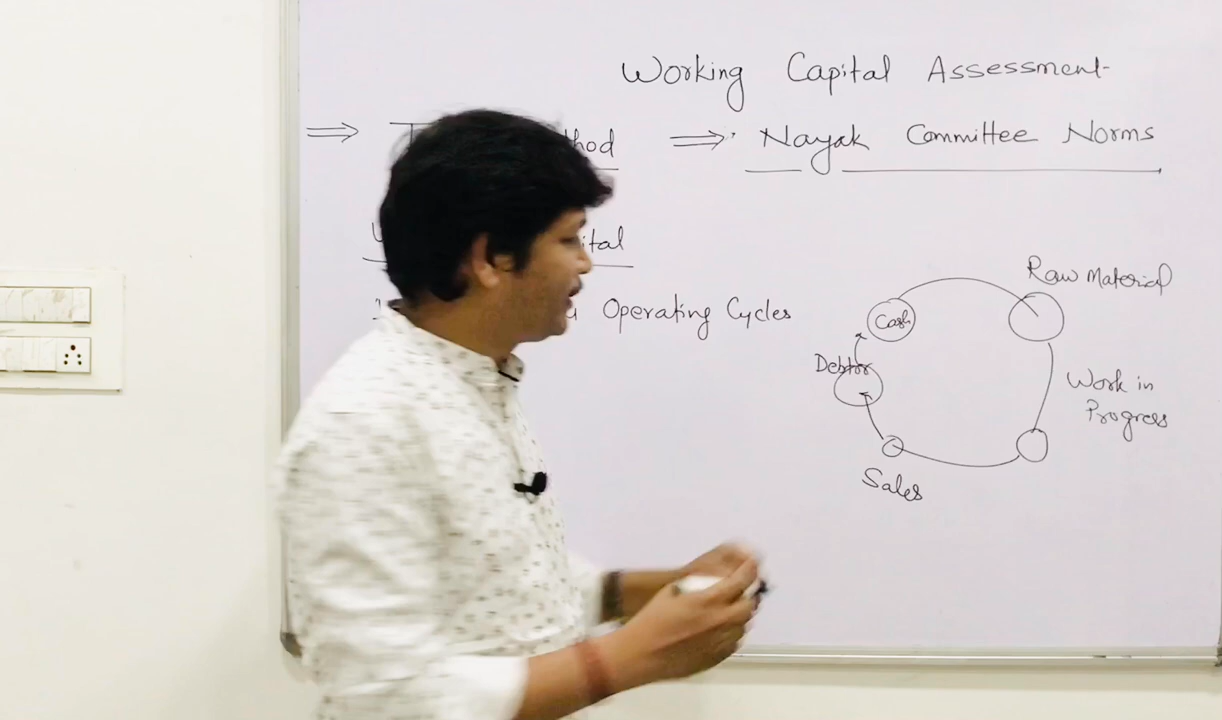 Working Capital Assessment
⇒ ⇒ Nayak Committee Norms
Operating Cycles
Raw Material
Cash
Debtor
Work in
Progress
Sales